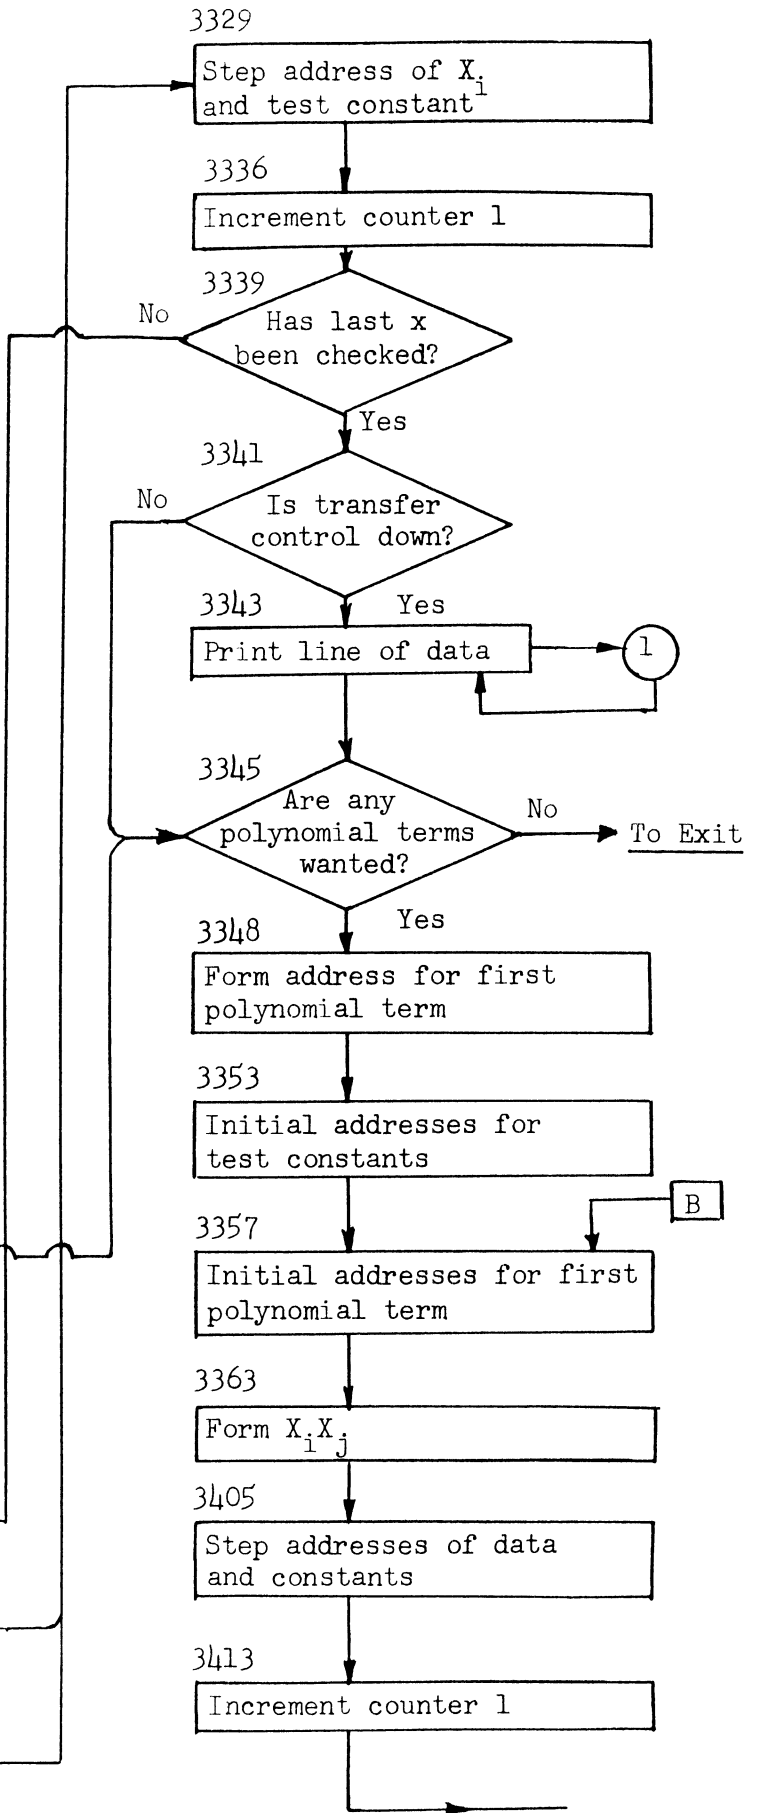 3329
Step address of Xi
and test constant
3336
Increment counter 1
3339
No
Has last x
been checked?
Yes
3341
No
Is transfer
control down?
3343
Yes
Print line of data
1
3345
Are any
polynomial terms
wanted?
No
To Exit
3348
Yes
Form address for first
polynomial term
3353
Initial addresses for
test constants
B
3357
Initial addresses for first
polynomial term
3363
Form XiXj
3405
Step addresses of data
and constants
3413
Increment counter 1